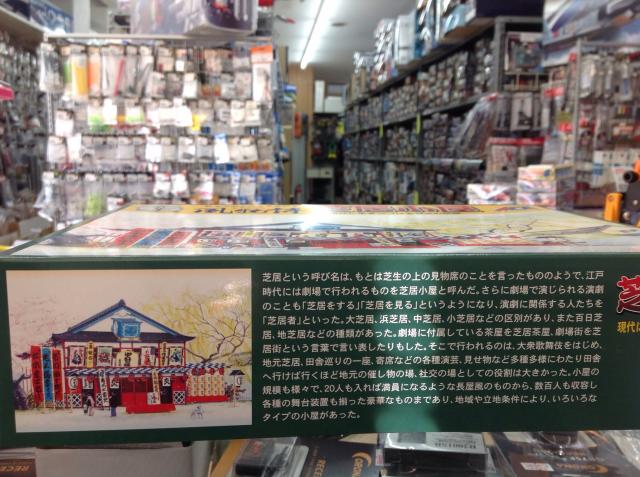 芝居という呼び名は、もとは芝生の上の見物席のことを言ったもののようで、江戸
時代には劇場で行われるものを芝居小屋と呼んだ。さらに劇場で演じられる演劇
のことも「芝居をする」「芝居を見る」というようになり、演劇に関係する人たちを
「芝居者」といった。大芝居、浜芝居、中芝居、小芝居などの区別があり、また百日芝
居、地芝居などの種類があった。劇場に付属している茶屋を芝居茶屋、劇場街を芝
居街という言葉で言い表したりもした。そこで行われるのは、大衆歌舞伎をはじめ、
地元芝居、田舎巡りの一座、寄席などの各種演芸、見せ物など多種多様にわたり田舎
へ行けば行くほど地元の催し物の場、社交の場としての役割は大きかった。小屋の
規模も様々で、20人も入れば満員になるような長屋風のものから、数百人も収容し
各種の舞台装置も揃った豪華なものまであり、地域や立地条件により、いろいろな
タイプの小屋があった。
芝
現代に